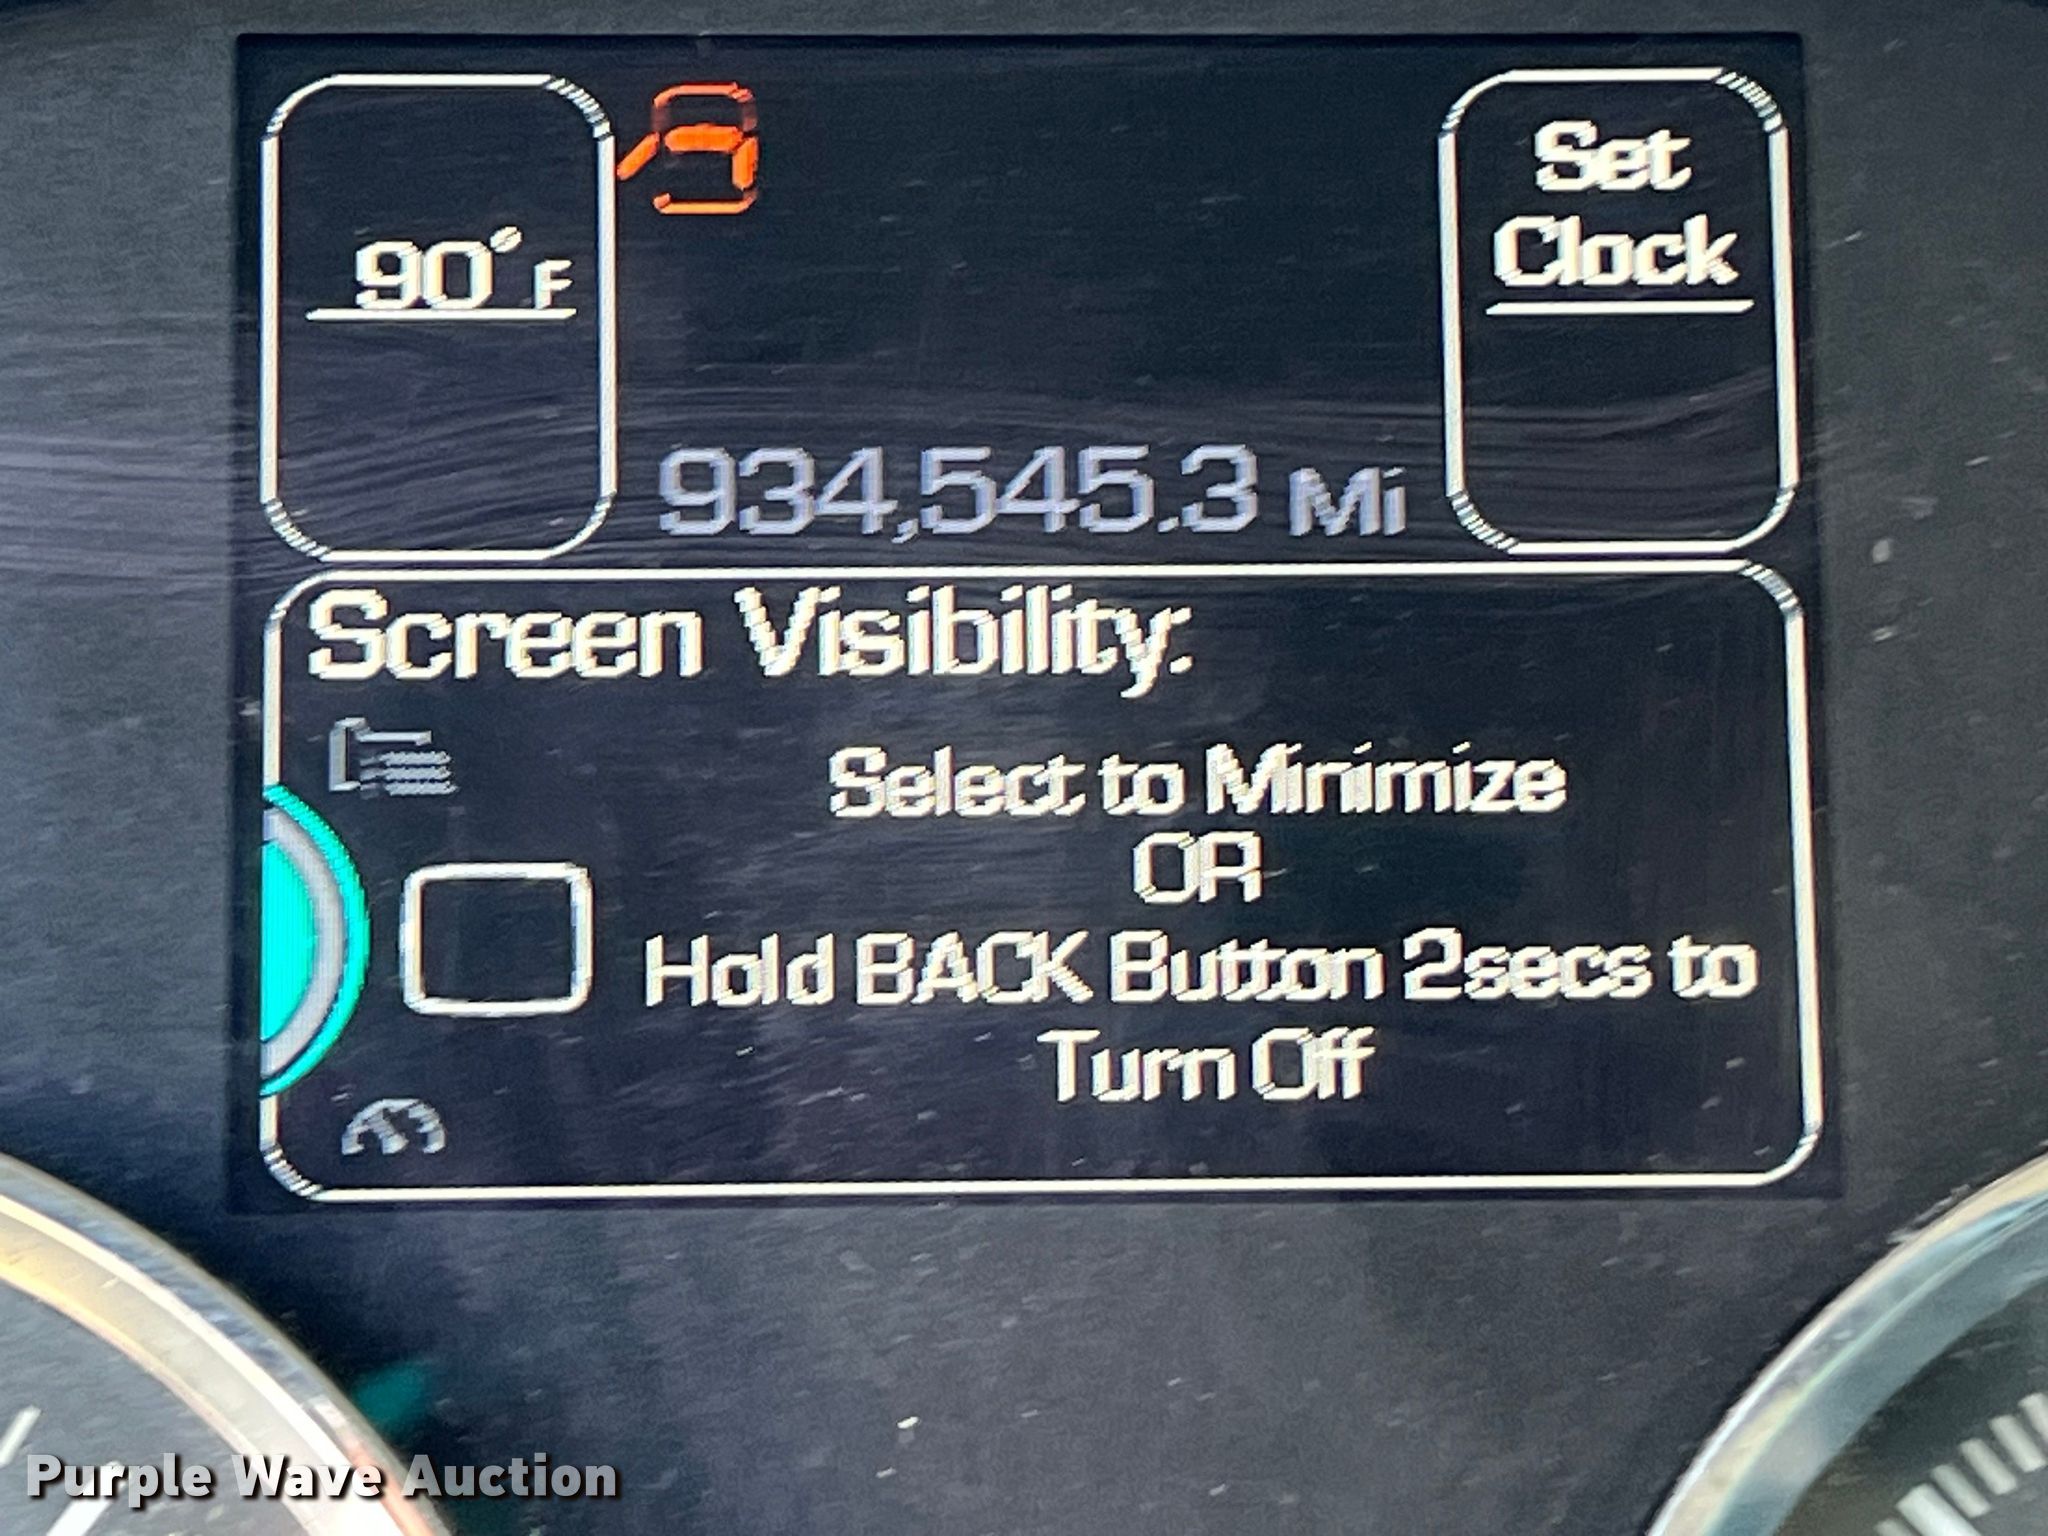 90° F
Set
Clock
934,545.3 Mi
Screen Visibility:
Select to Minimize
OR
Hold BACK Button 2secs to
Turn Off
Purple Wave Auction